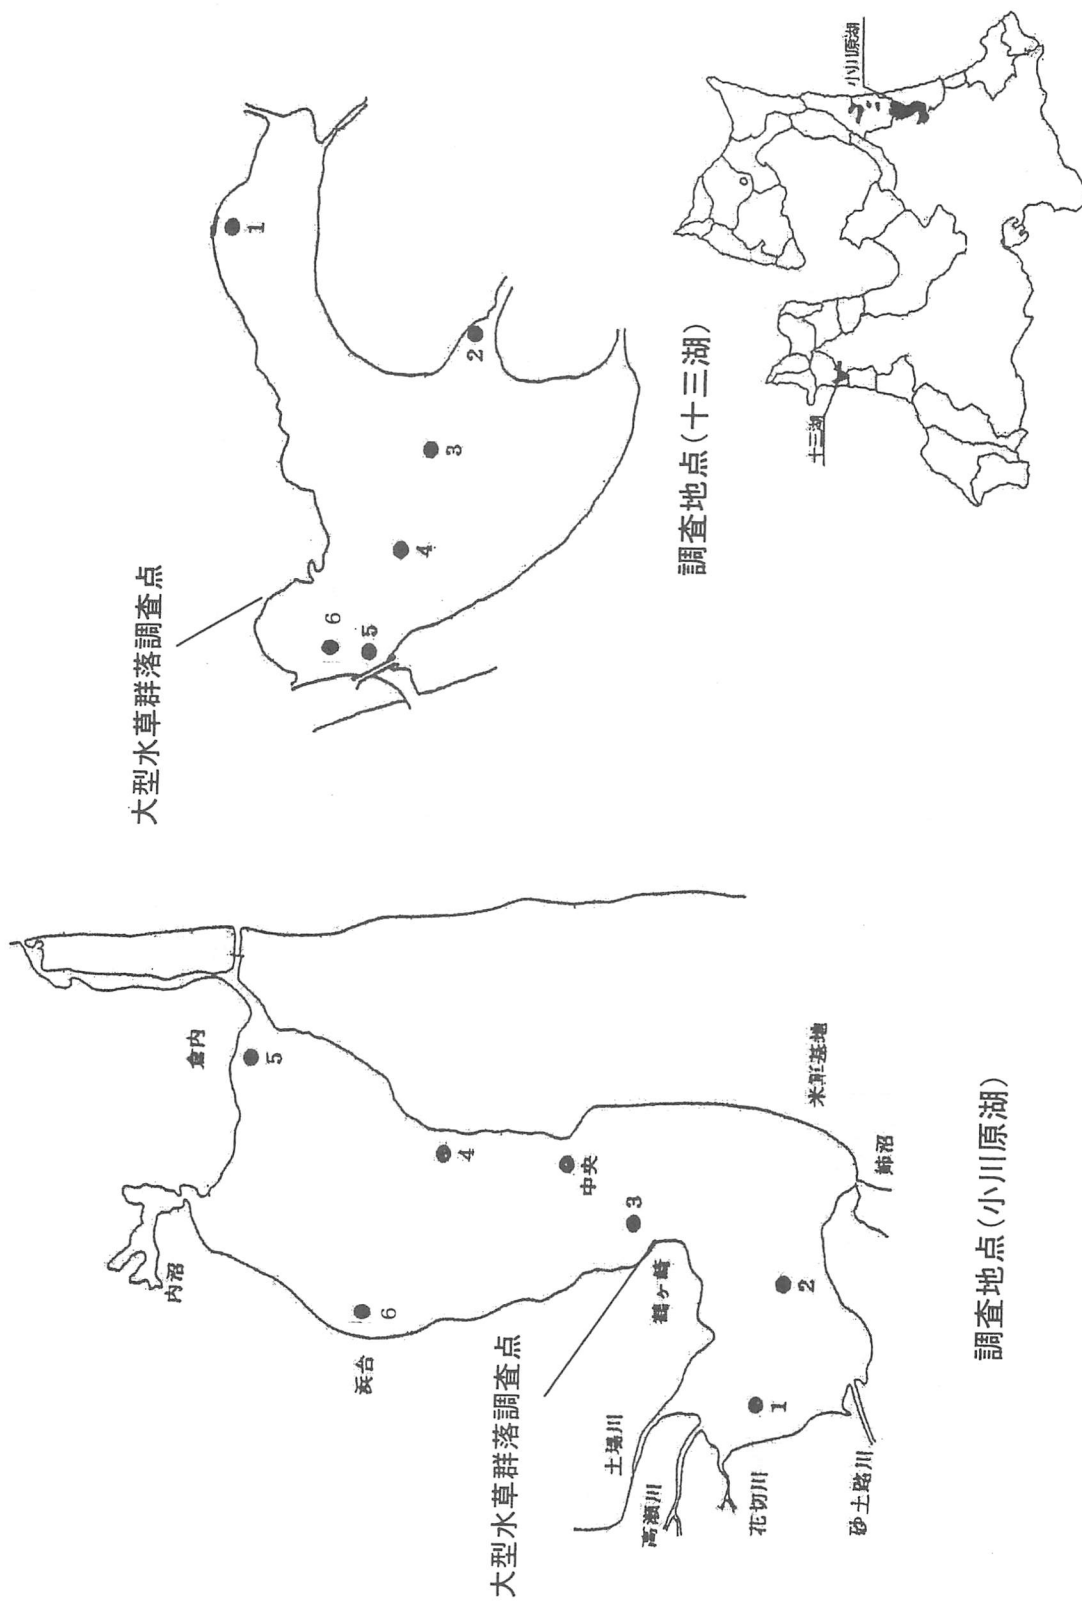 大型水草群落調査点
内沼
倉内
5
浜台
6
4
中央
3
鶴ヶ崎
土場川
高瀬川
花切川
砂土路川
1
2
姉沼
米軍基地
調査地点(小川原湖)
大型水草群落調査点
1
2
3
4
6
5
調査地点(十三湖)
十三湖
小川原湖